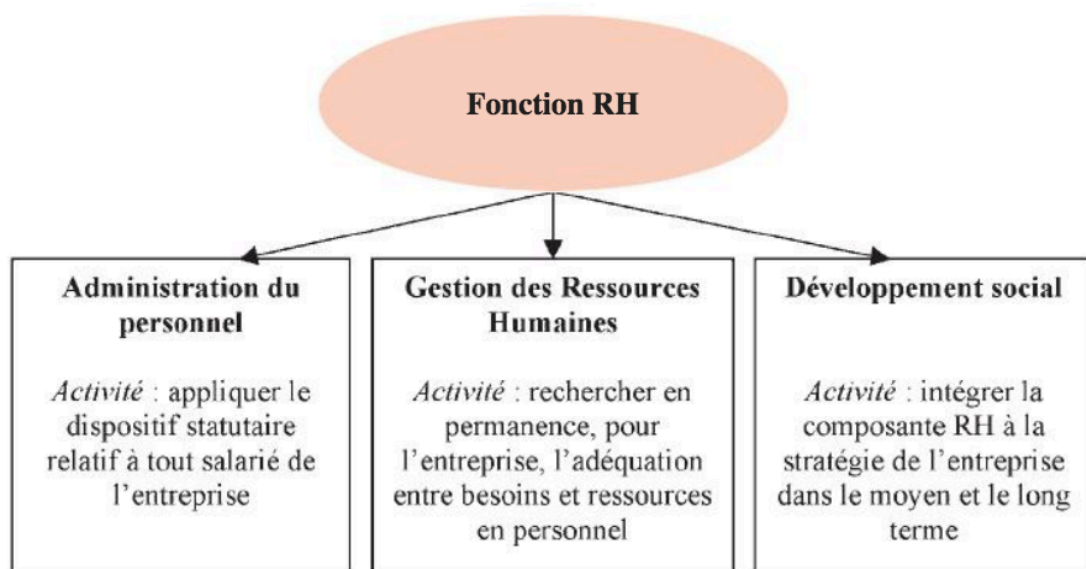 Fonction RH
Administration du
personnel
Activité : appliquer le
dispositif statutaire
relatif à tout salarié de
l'entreprise
Gestion des Ressources
Humaines
Activité : rechercher en
permanence, pour
l'entreprise, l'adéquation
entre besoins et ressources
en personnel
Développement social
Activité : intégrer la
composante RH à la
stratégie de l'entreprise
dans le moyen et le long
terme